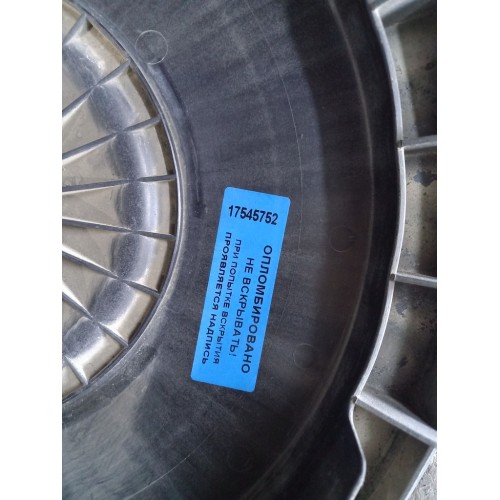 17545752
ОПЛОМБИРОВАНО
НЕ ВСКРЫВАТЬ!
ПРИ ПОПЫТКЕ ВСКРЫТИЯ
ПРОЯВЛЯЕТСЯ НАДПИСЬ